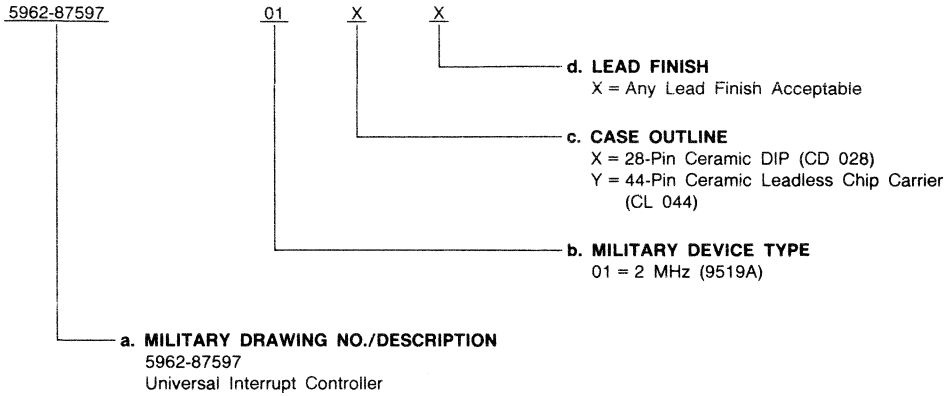 5962-87597 01 X X
d. LEAD FINISH
X = Any Lead Finish Acceptable
c. CASE OUTLINE
X = 28-Pin Ceramic DIP (CD 028)
Y = 44-Pin Ceramic Leadless Chip Carrier
(CL 044)
b. MILITARY DEVICE TYPE
01 = 2 MHz (9519A)
a. MILITARY DRAWING NO./DESCRIPTION
5962-87597
Universal Interrupt Controller